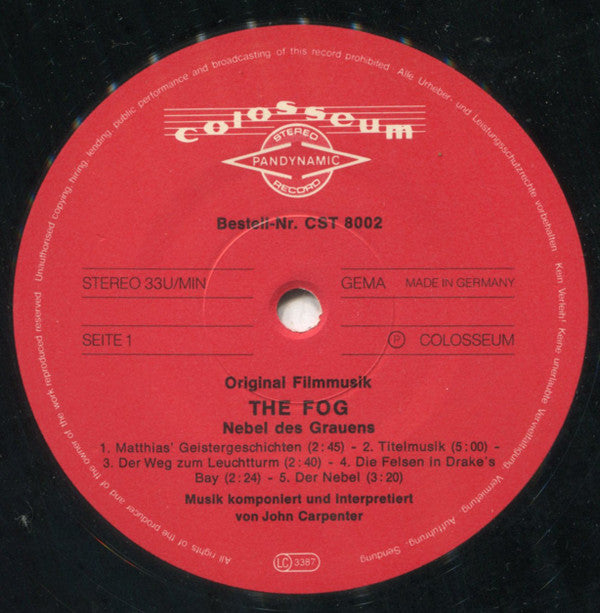 Unauthorised copying, hiring, lending, public performance and broadcasting of this record prohibited · Alle Urheber- und Leistungsschutzrechte vorbehalten · Kein Verleih! Keine unerlaubte Vervielfältigung, Vermietung, Aufführung, Sendung
colosseum
STEREO
PANDYNAMIC
RECORD
Bestell-Nr. CST 8002
STEREO 33U/MIN
GEMA MADE IN GERMANY
SEITE 1
Ⓟ COLOSSEUM
Original Filmmusik
THE FOG
Nebel des Grauens
1. Matthias' Geistergeschichten (2:45) - 2. Titelmusik (5:00) -
3. Der Weg zum Leuchtturm (2:40) - 4. Die Felsen in Drake's
Bay (2:24) - 5. Der Nebel (3:20)
Musik komponiert und interpretiert
von John Carpenter
LC 3387
All rights of the producer and of the owner of the work reproduced reserved